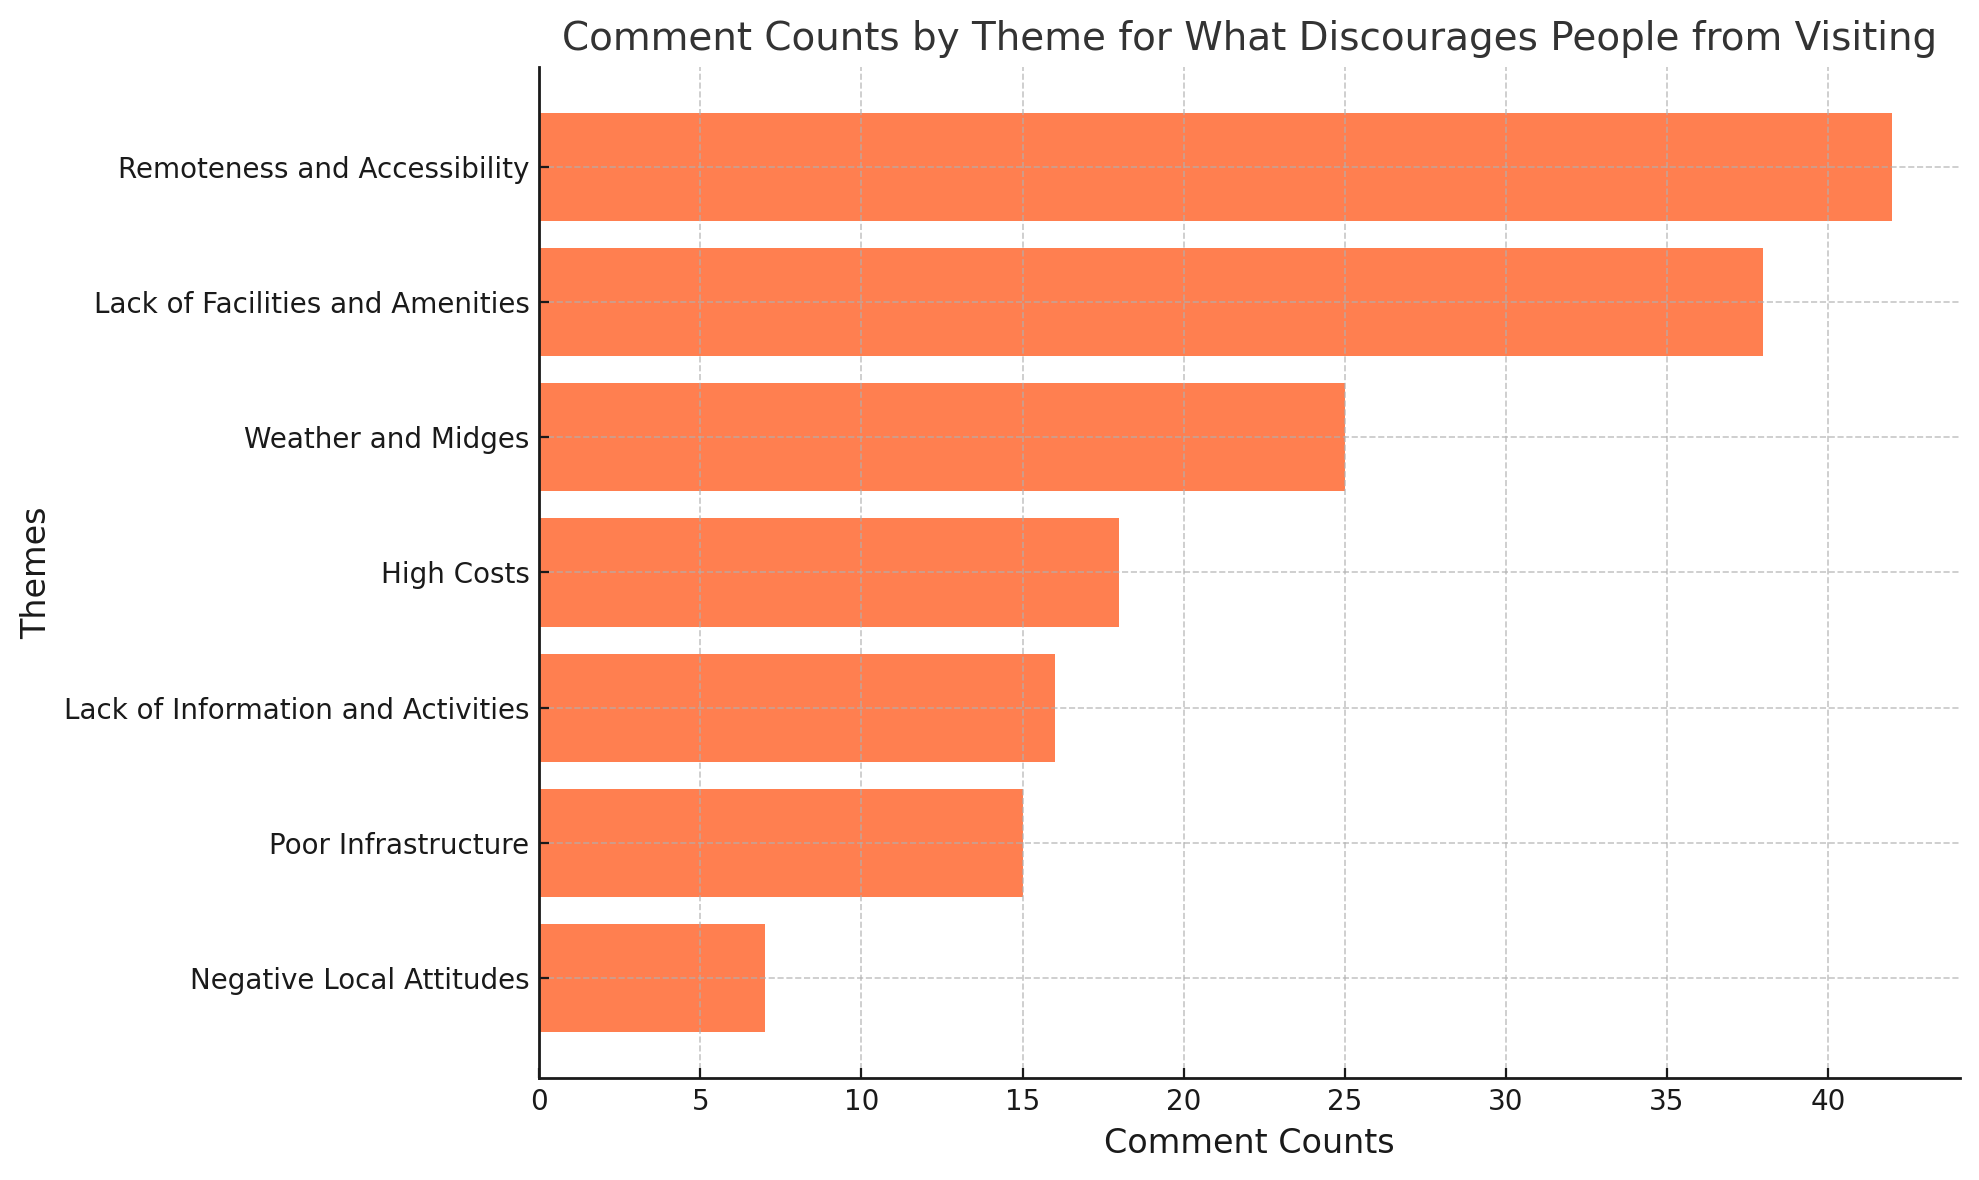 Comment Counts by Theme for What Discourages People from Visiting
Themes
Remoteness and Accessibility
Lack of Facilities and Amenities
Weather and Midges
High Costs
Lack of Information and Activities
Poor Infrastructure
Negative Local Attitudes
0 5 10 15 20 25 30 35 40
Comment Counts